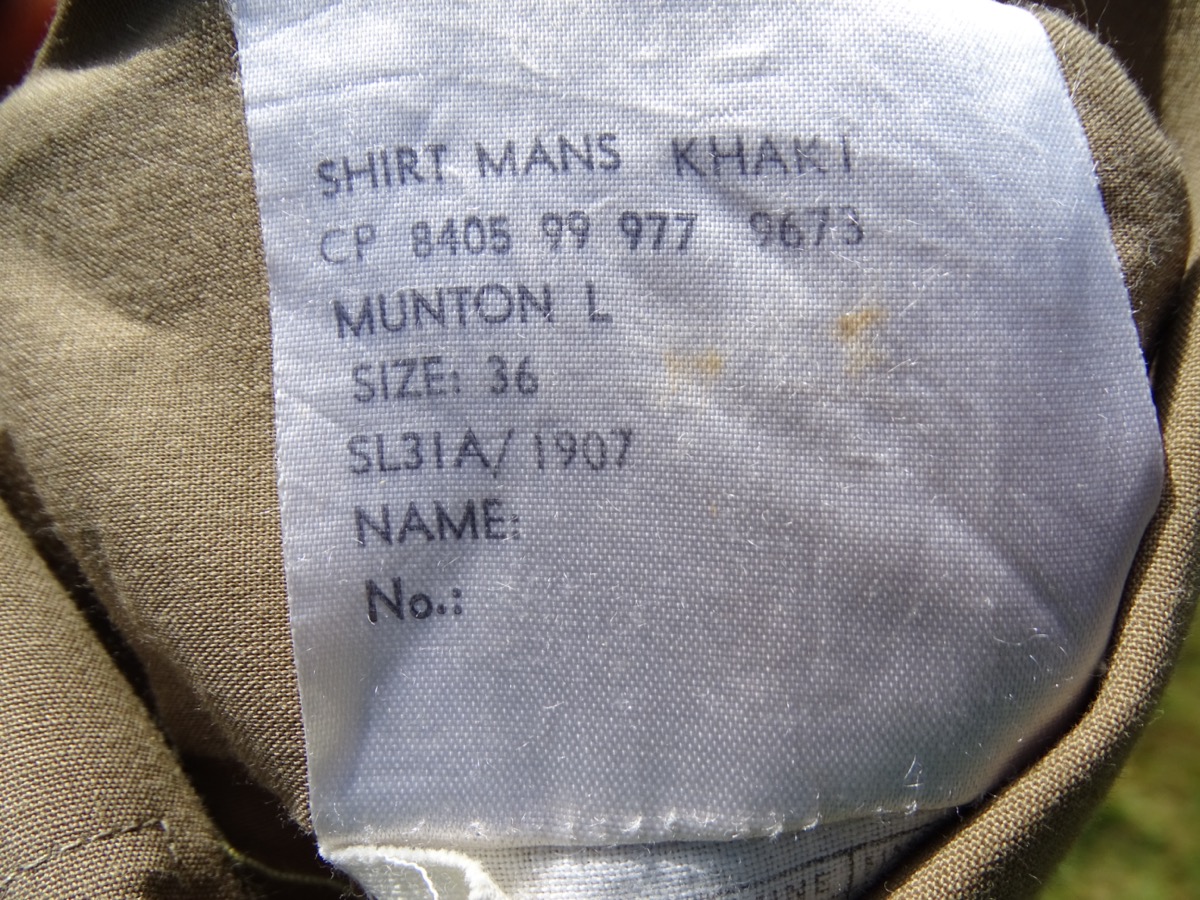 SHIRT MANS KHAKI
CP 8405 99 977 9673
MUNTON L
SIZE: 36
SL31A/1907
NAME:
No.: